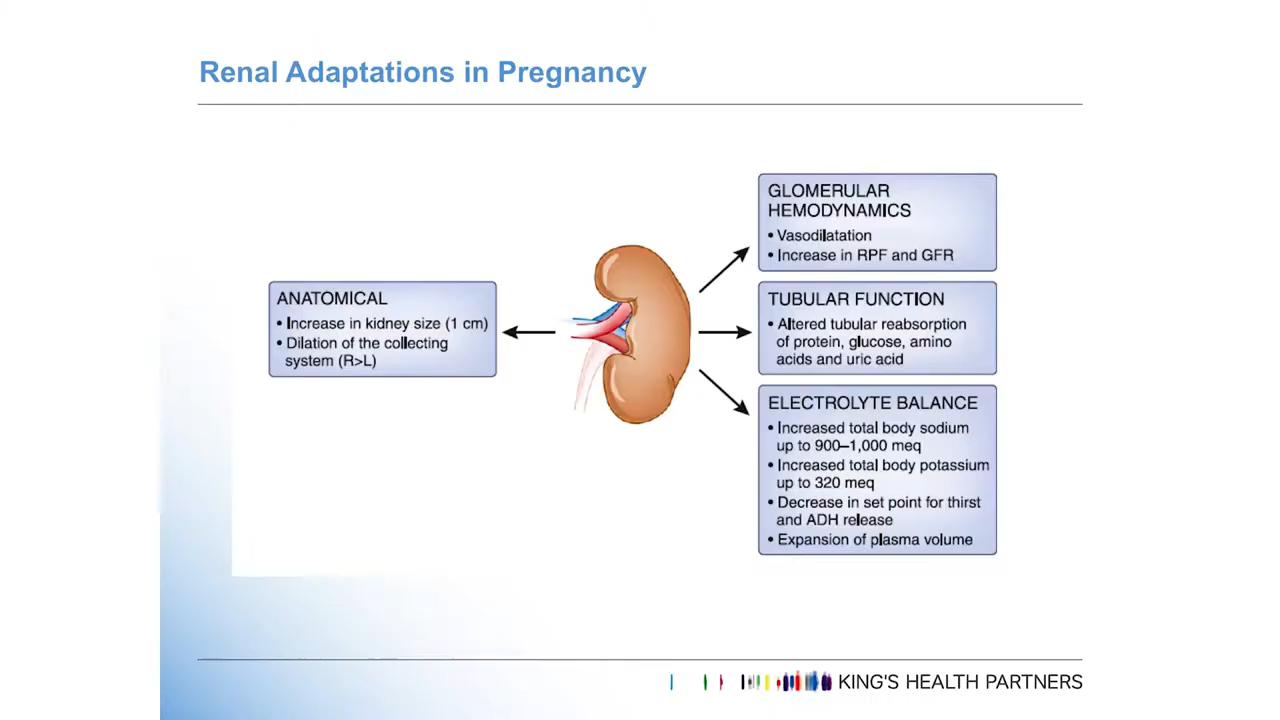 Renal Adaptations in Pregnancy
ANATOMICAL
• Increase in kidney size (1 cm)
• Dilation of the collecting
system (R>L)
GLOMERULAR
HEMODYNAMICS
• Vasodilatation
• Increase in RPF and GFR
TUBULAR FUNCTION
• Altered tubular reabsorption
of protein, glucose, amino
acids and uric acid
ELECTROLYTE BALANCE
• Increased total body sodium
up to 900–1,000 meq
• Increased total body potassium
up to 320 meq
• Decrease in set point for thirst
and ADH release
• Expansion of plasma volume
KING'S HEALTH PARTNERS